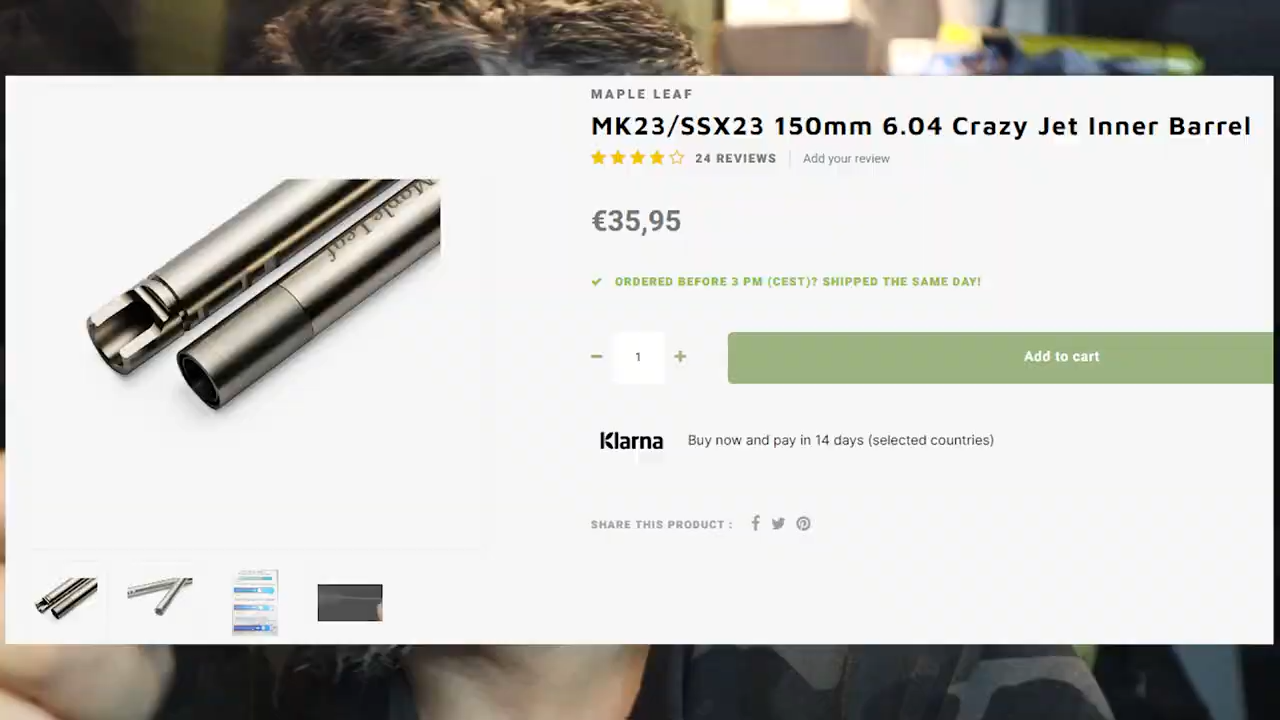 MAPLE LEAF
MK23/SSX23 150mm 6.04 Crazy Jet Inner Barrel
24 REVIEWS
Add your review
€35,95
ORDERED BEFORE 3 PM (CEST)? SHIPPED THE SAME DAY!
1
Add to cart
Klarna
Buy now and pay in 14 days (selected countries)
SHARE THIS PRODUCT :
Maple Leaf